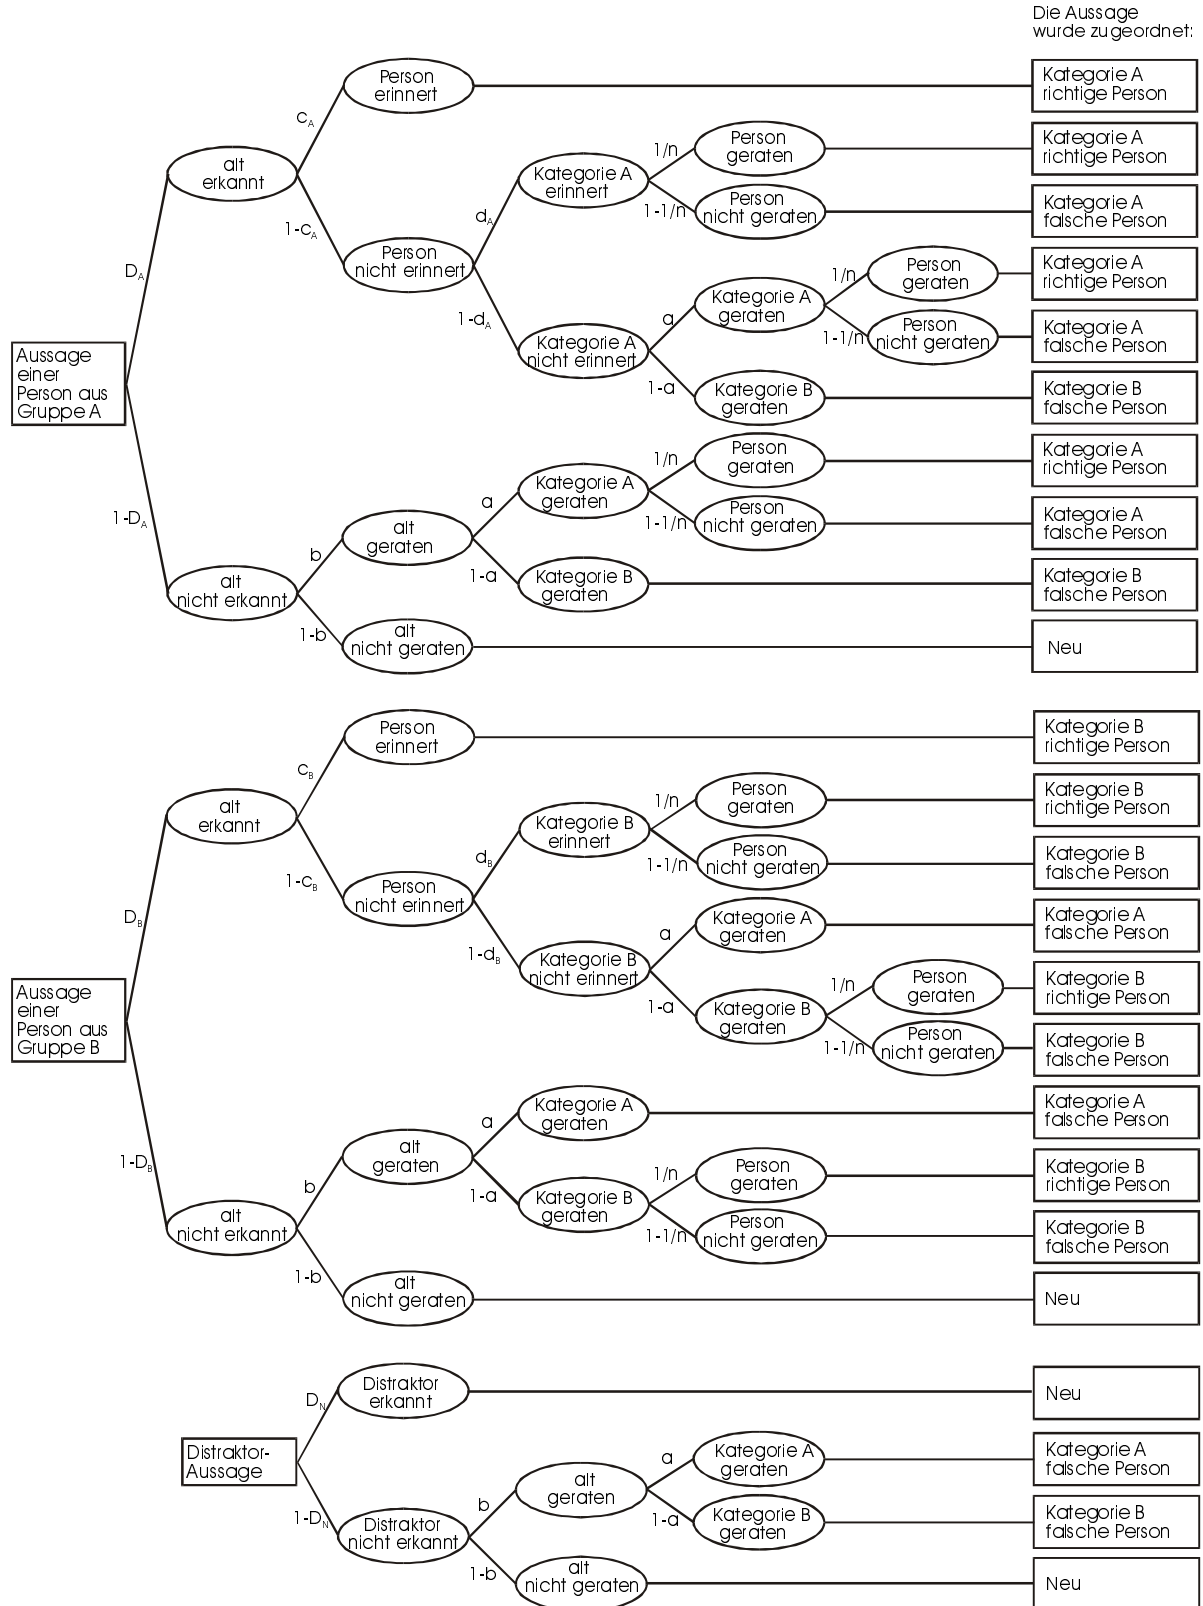 Die Aussage
wurde zugeordnet:
Person
erinnert
Kategorie A
richtige Person
c_A
alt
erkannt
1/n
Person
geraten
Kategorie A
richtige Person
Kategorie A
erinnert
1-1/n
Person
nicht geraten
Kategorie A
falsche Person
d_A
1-c_A
Person
nicht erinnert
D_A
1/n
Person
geraten
Kategorie A
richtige Person
Kategorie A
geraten
1-d_A
a
1-1/n
Person
nicht geraten
Kategorie A
falsche Person
Kategorie A
nicht erinnert
Aussage
einer
Person aus
Gruppe A
1-a
Kategorie B
geraten
Kategorie B
falsche Person
1/n
Person
geraten
Kategorie A
richtige Person
Kategorie A
geraten
a
1-1/n
Person
nicht geraten
Kategorie A
falsche Person
1-D_A
alt
geraten
b
1-a
Kategorie B
geraten
Kategorie B
falsche Person
alt
nicht erkannt
1-b
alt
nicht geraten
Neu
Person
erinnert
Kategorie B
richtige Person
c_B
alt
erkannt
1/n
Person
geraten
Kategorie B
richtige Person
Kategorie B
erinnert
d_B
1-1/n
Person
nicht geraten
Kategorie B
falsche Person
1-c_B
Person
nicht erinnert
D_B
a
Kategorie A
geraten
Kategorie A
falsche Person
1-d_B
Kategorie B
nicht erinnert
1/n
Person
geraten
Kategorie B
richtige Person
1-a
Kategorie B
geraten
1-1/n
Person
nicht geraten
Kategorie B
falsche Person
Aussage
einer
Person aus
Gruppe B
a
Kategorie A
geraten
Kategorie A
falsche Person
1-D_B
alt
geraten
b
1/n
Person
geraten
Kategorie B
richtige Person
1-a
Kategorie B
geraten
1-1/n
Person
nicht geraten
Kategorie B
falsche Person
alt
nicht erkannt
1-b
alt
nicht geraten
Neu
D_N
Distraktor
erkannt
Neu
Distraktor-
Aussage
a
Kategorie A
geraten
Kategorie A
falsche Person
alt
geraten
b
1-a
Kategorie B
geraten
Kategorie B
falsche Person
1-D_N
Distraktor
nicht erkannt
1-b
alt
nicht geraten
Neu